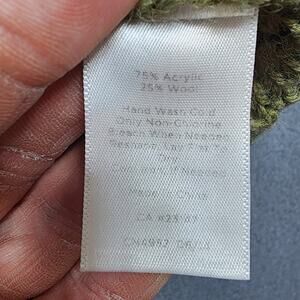 75% Acrylic
25% Wool
Hand Wash Cold
Only Non-Chlorine
Bleach When Needed
Reshape, Lay Flat to
Dry
Cool Iron If Needed
Made in China
CA #